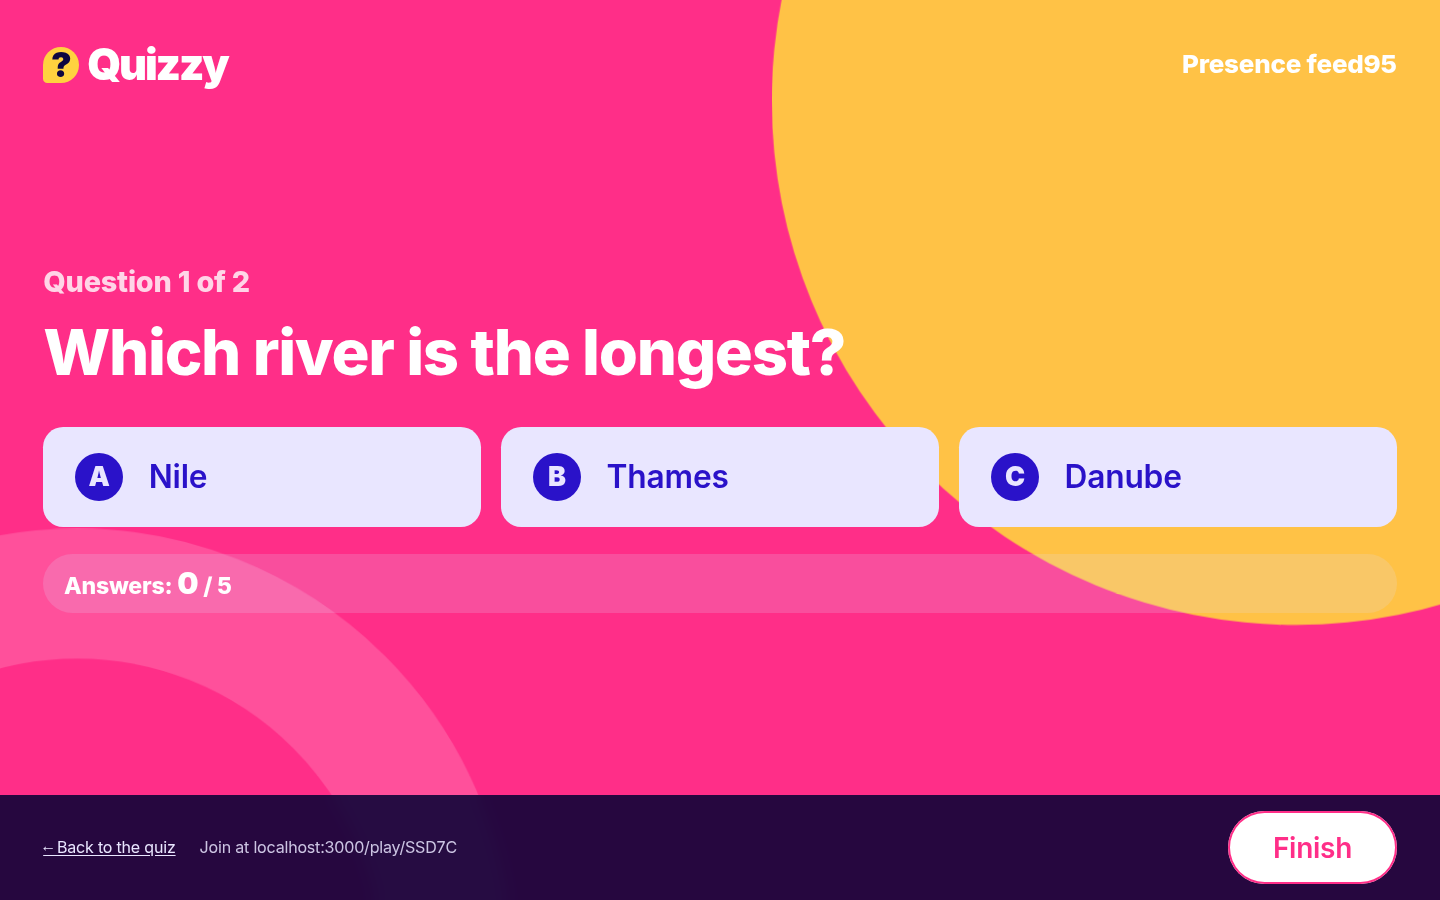 ? Quizzy
Presence feed95
Question 1 of 2
Which river is the longest?
A Nile
B Thames
C Danube
Answers: 0 / 5
←Back to the quiz
Join at localhost:3000/play/SSD7C
Finish